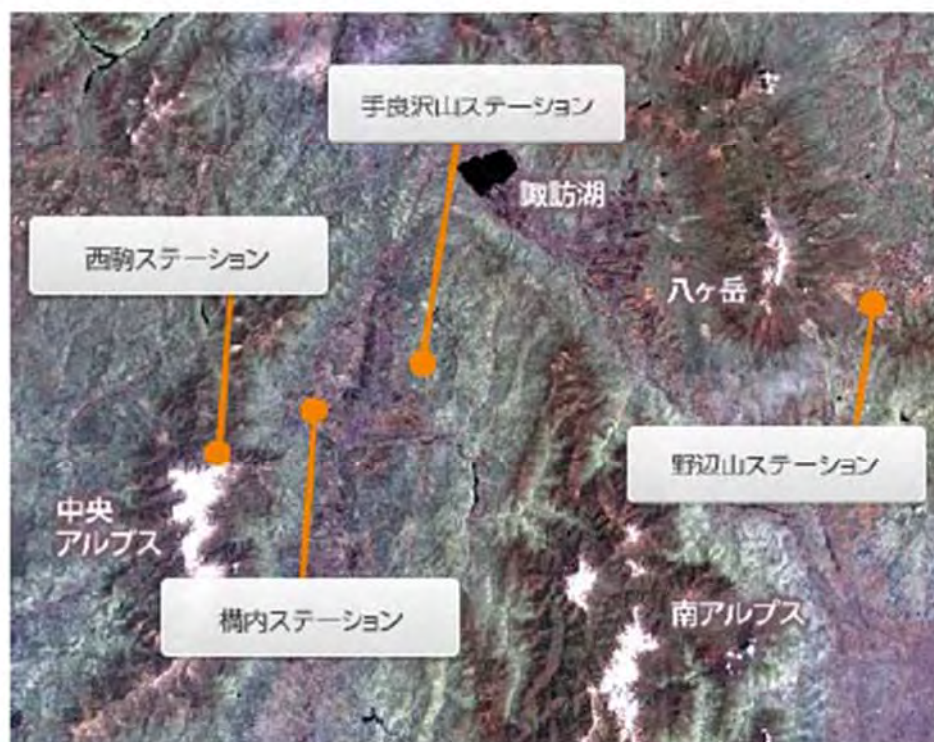 手良沢山ステーション
諏訪湖
西駒ステーション
八ヶ岳
野辺山ステーション
中央
アルプス
構内ステーション
南アルプス